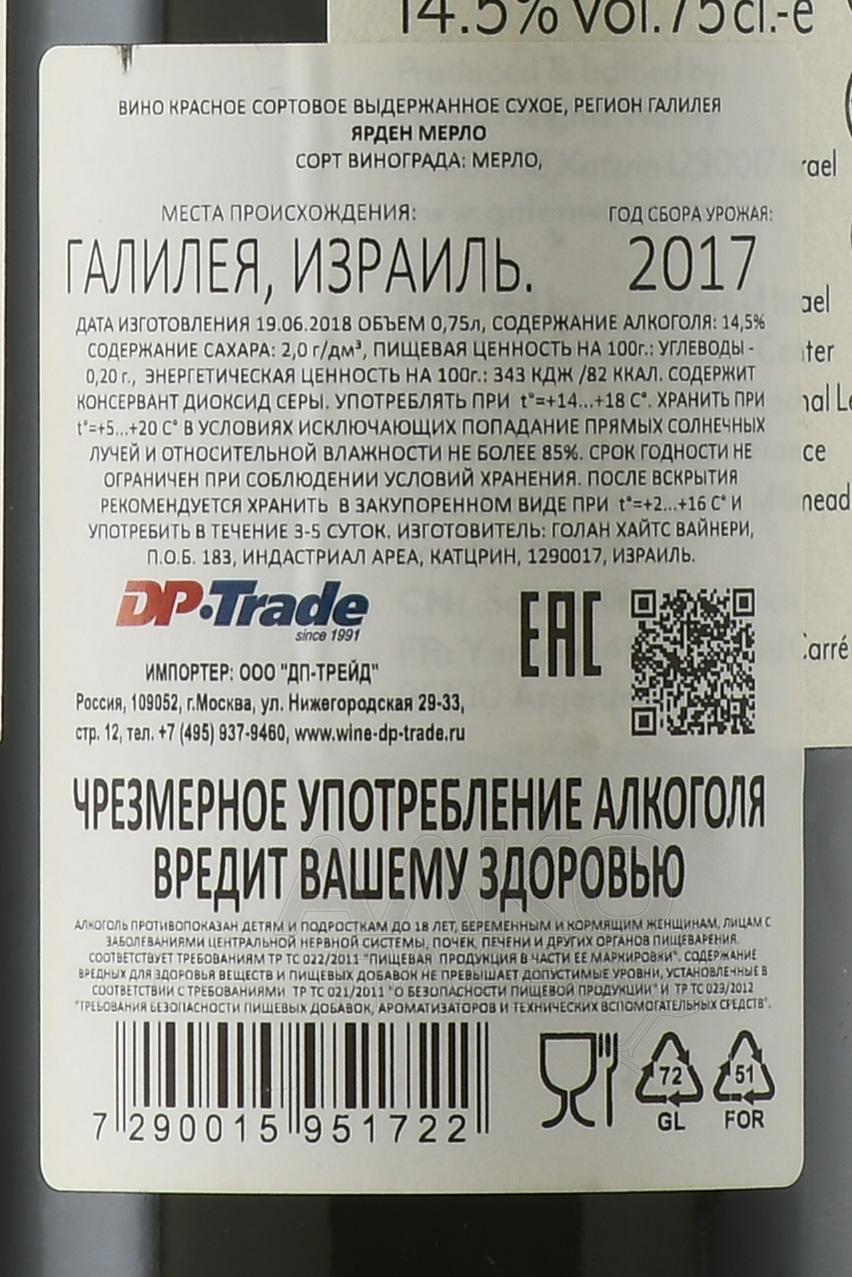 14.5% vol.75cl.-e
ВИНО КРАСНОЕ СОРТОВОЕ ВЫДЕРЖАННОЕ СУХОЕ, РЕГИОН ГАЛИЛЕЯ
ЯРДЕН МЕРЛО
СОРТ ВИНОГРАДА: МЕРЛО,
МЕСТА ПРОИСХОЖДЕНИЯ: ГОД СБОРА УРОЖАЯ:
ГАЛИЛЕЯ, ИЗРАИЛЬ. 2017
ДАТА ИЗГОТОВЛЕНИЯ 19.06.2018 ОБЪЕМ 0,75л, СОДЕРЖАНИЕ АЛКОГОЛЯ: 14,5%
СОДЕРЖАНИЕ САХАРА: 2,0 г/дм³, ПИЩЕВАЯ ЦЕННОСТЬ НА 100г.: УГЛЕВОДЫ -
0,20 г., ЭНЕРГЕТИЧЕСКАЯ ЦЕННОСТЬ НА 100г.: 343 КДЖ /82 ККАЛ. СОДЕРЖИТ
КОНСЕРВАНТ ДИОКСИД СЕРЫ. УПОТРЕБЛЯТЬ ПРИ t°=+14...+18 С°. ХРАНИТЬ ПРИ
t°=+5...+20 С° В УСЛОВИЯХ ИСКЛЮЧАЮЩИХ ПОПАДАНИЕ ПРЯМЫХ СОЛНЕЧНЫХ
ЛУЧЕЙ И ОТНОСИТЕЛЬНОЙ ВЛАЖНОСТИ НЕ БОЛЕЕ 85%. СРОК ГОДНОСТИ НЕ
ОГРАНИЧЕН ПРИ СОБЛЮДЕНИИ УСЛОВИЙ ХРАНЕНИЯ. ПОСЛЕ ВСКРЫТИЯ
РЕКОМЕНДУЕТСЯ ХРАНИТЬ В ЗАКУПОРЕННОМ ВИДЕ ПРИ t°=+2...+16 С° И
УПОТРЕБИТЬ В ТЕЧЕНИЕ 3-5 СУТОК. ИЗГОТОВИТЕЛЬ: ГОЛАН ХАЙТС ВАЙНЕРИ,
П.О.Б. 183, ИНДАСТРИАЛ АРЕА, КАТЦРИН, 1290017, ИЗРАИЛЬ.
DP·Trade
since 1991
EAC
ИМПОРТЕР: ООО "ДП-ТРЕЙД"
Россия, 109052, г.Москва, ул. Нижегородская 29-33,
стр. 12, тел. +7 (495) 937-9460, www.wine-dp-trade.ru
ЧРЕЗМЕРНОЕ УПОТРЕБЛЕНИЕ АЛКОГОЛЯ
ВРЕДИТ ВАШЕМУ ЗДОРОВЬЮ
АЛКОГОЛЬ ПРОТИВОПОКАЗАН ДЕТЯМ И ПОДРОСТКАМ ДО 18 ЛЕТ, БЕРЕМЕННЫМ И КОРМЯЩИМ ЖЕНЩИНАМ, ЛИЦАМ С
ЗАБОЛЕВАНИЯМИ ЦЕНТРАЛЬНОЙ НЕРВНОЙ СИСТЕМЫ, ПОЧЕК, ПЕЧЕНИ И ДРУГИХ ОРГАНОВ ПИЩЕВАРЕНИЯ.
СООТВЕТСТВУЕТ ТРЕБОВАНИЯМ ТР ТС 022/2011 "ПИЩЕВАЯ ПРОДУКЦИЯ В ЧАСТИ ЕЕ МАРКИРОВКИ". СОДЕРЖАНИЕ
ВРЕДНЫХ ДЛЯ ЗДОРОВЬЯ ВЕЩЕСТВ И ПИЩЕВЫХ ДОБАВОК НЕ ПРЕВЫШАЕТ ДОПУСТИМЫЕ УРОВНИ, УСТАНОВЛЕННЫЕ В
СООТВЕТСТВИИ С ТРЕБОВАНИЯМИ ТР ТС 021/2011 "О БЕЗОПАСНОСТИ ПИЩЕВОЙ ПРОДУКЦИИ" И ТР ТС 029/2012
"ТРЕБОВАНИЯ БЕЗОПАСНОСТИ ПИЩЕВЫХ ДОБАВОК, АРОМАТИЗАТОРОВ И ТЕХНИЧЕСКИХ ВСПОМОГАТЕЛЬНЫХ СРЕДСТВ".
7 290015 951722
72 51
GL FOR